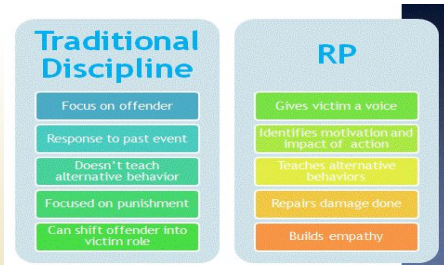 Traditional
Discipline
Focus on offender
Response to past event
Doesn't teach
alternative behavior
Focused on punishment
Can shift offender into
victim role
RP
Gives victim a voice
Identifies motivation and
impact of action
Teaches alternative
behaviors
Repairs damage done
Builds empathy